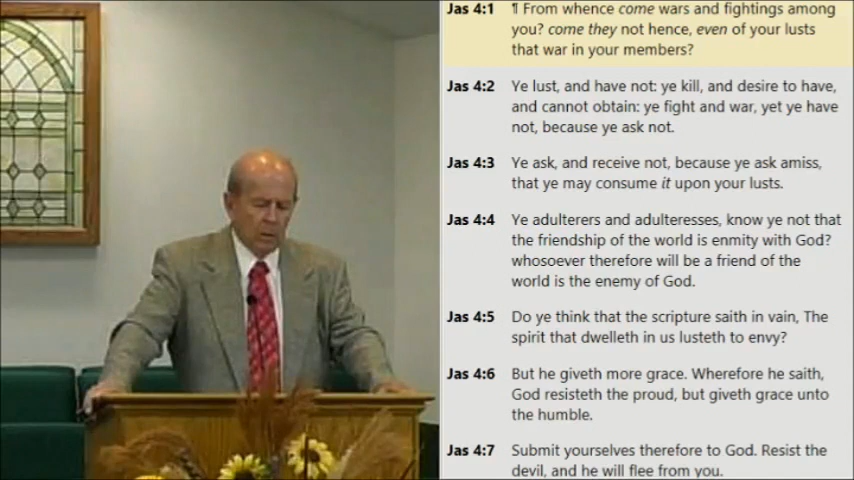 Jas 4:1 ¶ From whence come wars and fightings among
you? come they not hence, even of your lusts
that war in your members?
Jas 4:2 Ye lust, and have not: ye kill, and desire to have,
and cannot obtain: ye fight and war, yet ye have
not, because ye ask not.
Jas 4:3 Ye ask, and receive not, because ye ask amiss,
that ye may consume it upon your lusts.
Jas 4:4 Ye adulterers and adulteresses, know ye not that
the friendship of the world is enmity with God?
whosoever therefore will be a friend of the
world is the enemy of God.
Jas 4:5 Do ye think that the scripture saith in vain, The
spirit that dwelleth in us lusteth to envy?
Jas 4:6 But he giveth more grace. Wherefore he saith,
God resisteth the proud, but giveth grace unto
the humble.
Jas 4:7 Submit yourselves therefore to God. Resist the
devil, and he will flee from you.